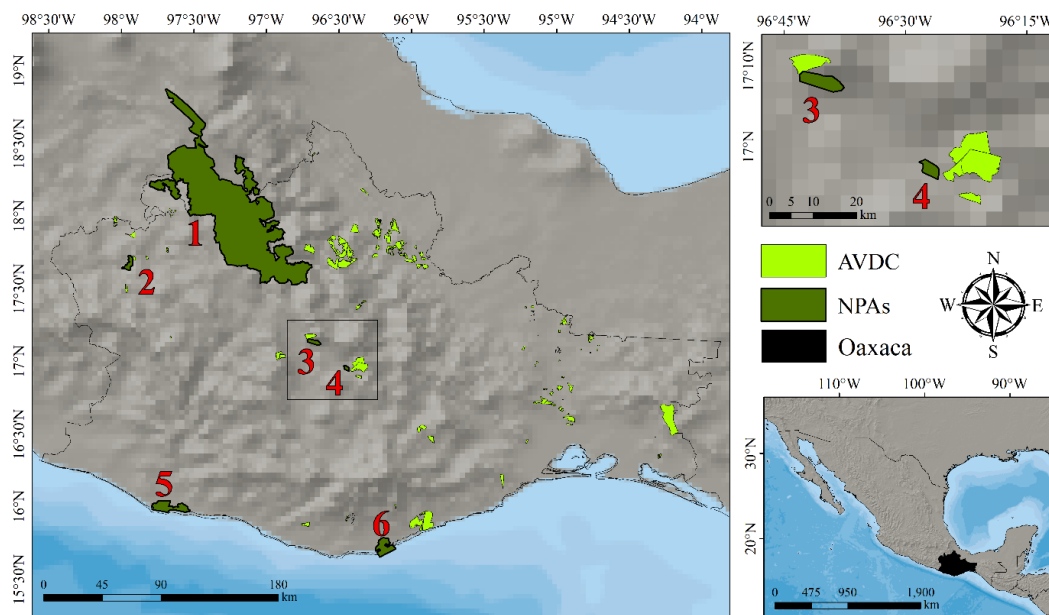 98°30'W 98°W 97°30'W 97°W 96°30'W 96°W 95°30'W 95°W 94°30'W 94°W
19°N
18°30'N
18°N
17°30'N
17°N
16°30'N
16°N
15°30'N
1
2
3
4
5
6
0 45 90 180
km
96°45'W 96°30'W 96°15'W
17°10'N
17°N
3
4
0 5 10 20
km
AVDC
NPAs
Oaxaca
N
W E
S
110°W 100°W 90°W
30°N
20°N
0 475 950 1,900
km